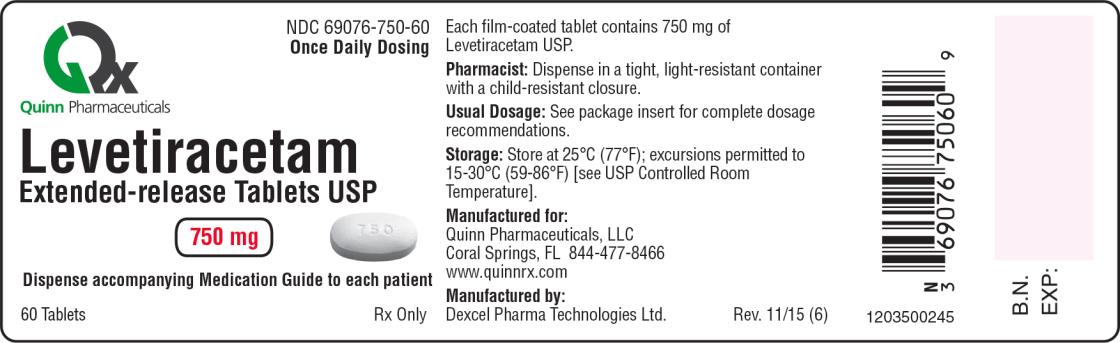 QRx
Quinn Pharmaceuticals
NDC 69076-750-60
Once Daily Dosing
Levetiracetam
Extended-release Tablets USP
750 mg
750
Dispense accompanying Medication Guide to each patient
60 Tablets
Rx Only
Each film-coated tablet contains 750 mg of
Levetiracetam USP.
Pharmacist: Dispense in a tight, light-resistant container
with a child-resistant closure.
Usual Dosage: See package insert for complete dosage
recommendations.
Storage: Store at 25°C (77°F); excursions permitted to
15-30°C (59-86°F) [see USP Controlled Room
Temperature].
Manufactured for:
Quinn Pharmaceuticals, LLC
Coral Springs, FL 844-477-8466
www.quinnrx.com
Manufactured by:
Dexcel Pharma Technologies Ltd.
Rev. 11/15 (6)
N
3 69076 75060 9
1203500245
B.N.
EXP: